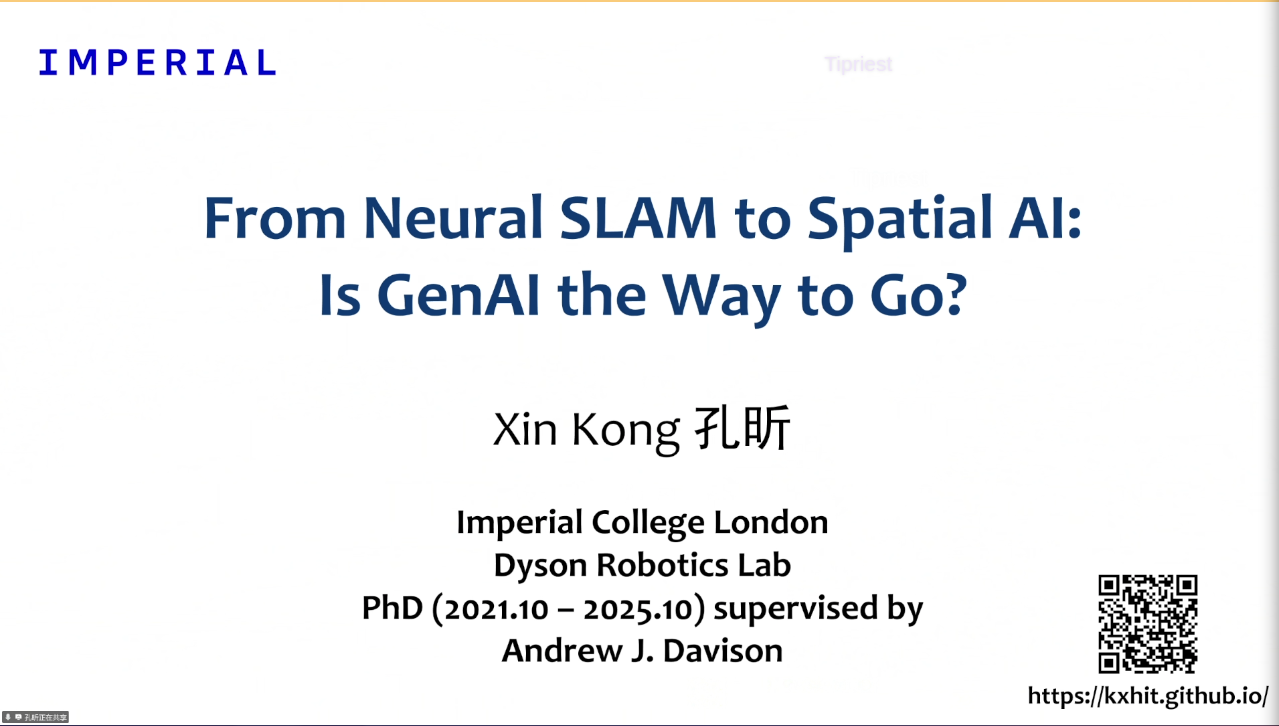 IMPERIAL
Tipriest
From Neural SLAM to Spatial AI:
Is GenAI the Way to Go?
Xin Kong 孔昕
Imperial College London
Dyson Robotics Lab
PhD (2021.10 – 2025.10) supervised by
Andrew J. Davison
https://kxhit.github.io/
孔昕正在共享